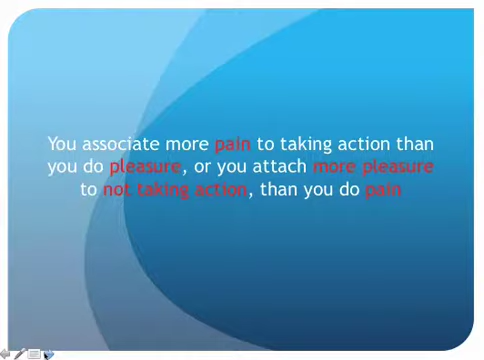 You associate more pain to taking action than
you do pleasure, or you attach more pleasure
to not taking action, than you do pain